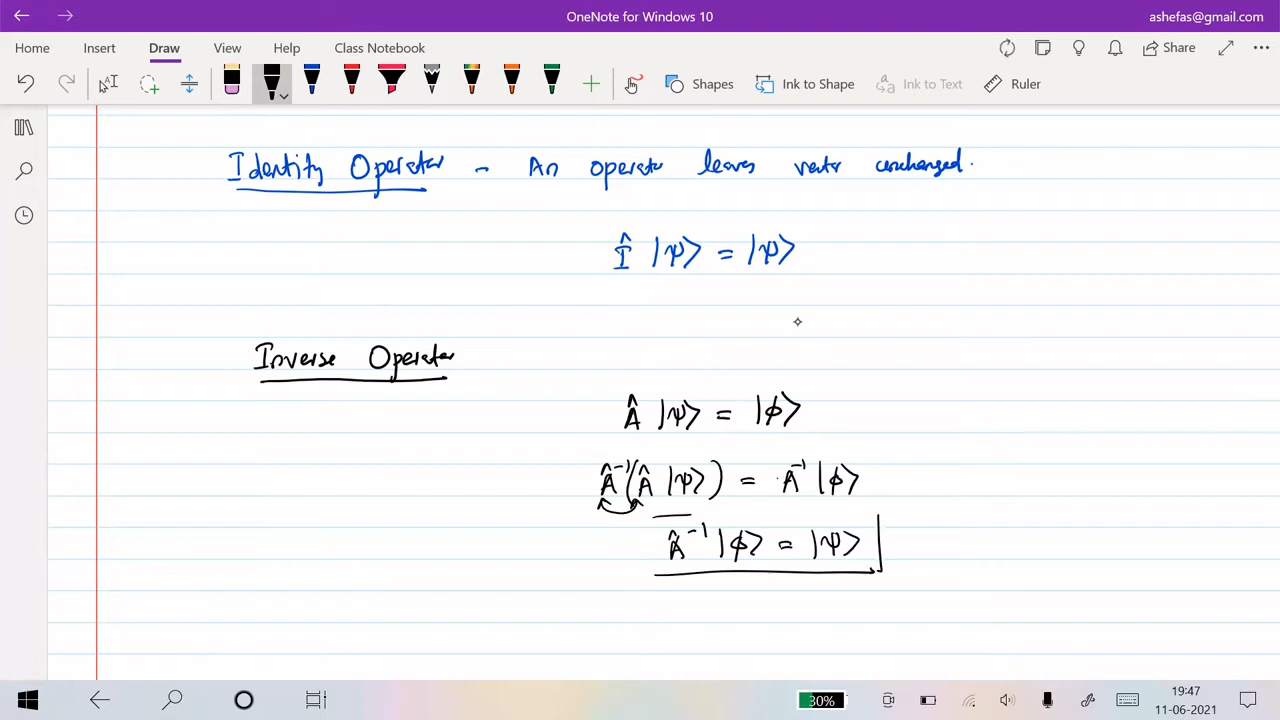 OneNote for Windows 10
ashefas@gmail.com
Home Insert Draw View Help Class Notebook Share
Shapes Ink to Shape Ink to Text Ruler
Identity Operator - An operator leaves vector unchanged.
Î |ψ> = |ψ>
Inverse Operator
Â |ψ> = |ϕ>
Â⁻¹(Â |ψ>) = A⁻¹ |ϕ>
Â⁻¹ |ϕ> = |ψ>
30%
19:47
11-06-2021